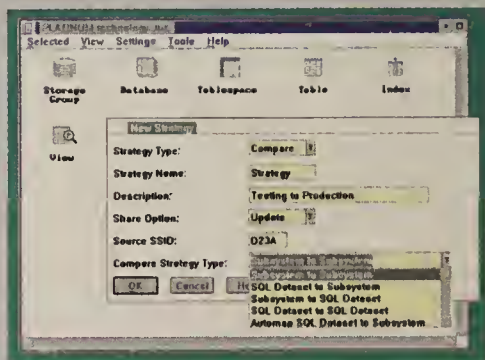 PLATINUM technology, inc.
Selected View Settings Tools Help
Storage Group
Database
Tablespace
Table
Index
View
New Strategy
Strategy Type: Compare
Strategy Name: Strategy
Description: Testing to Production
Share Option: Update
Source SSID: D23A
Compare Strategy Type: Subsystem to Subsystem
Subsystem to Subsystem
SQL Dataset to Subsystem
Subsystem to SQL Dataset
SQL Dataset to SQL Dataset
Automap SQL Dataset to Subsystem
OK Cancel